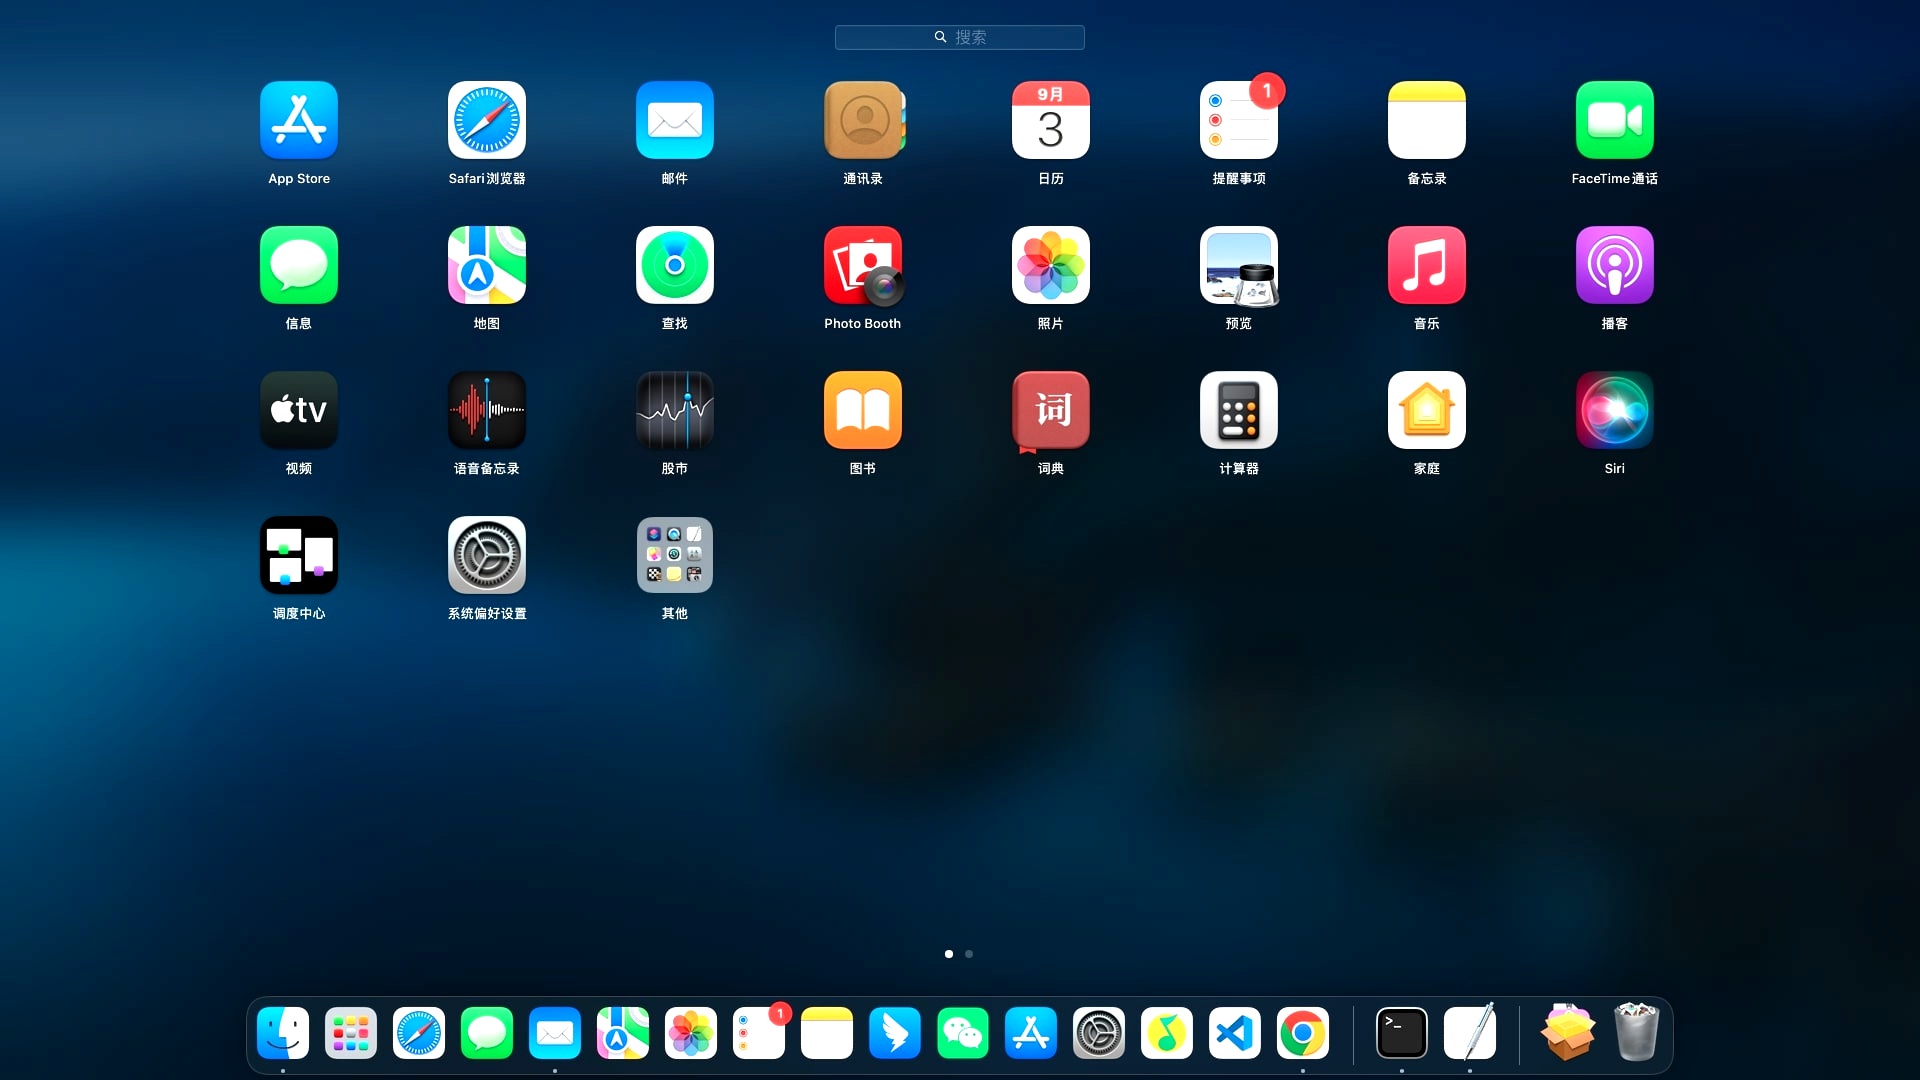 搜索
App Store
Safari浏览器
邮件
通讯录
9月
3
日历
1
提醒事项
备忘录
FaceTime通话
信息
地图
查找
Photo Booth
照片
预览
音乐
播客
tv
视频
语音备忘录
股市
图书
词
词典
计算器
家庭
Siri
调度中心
系统偏好设置
其他
1
>_